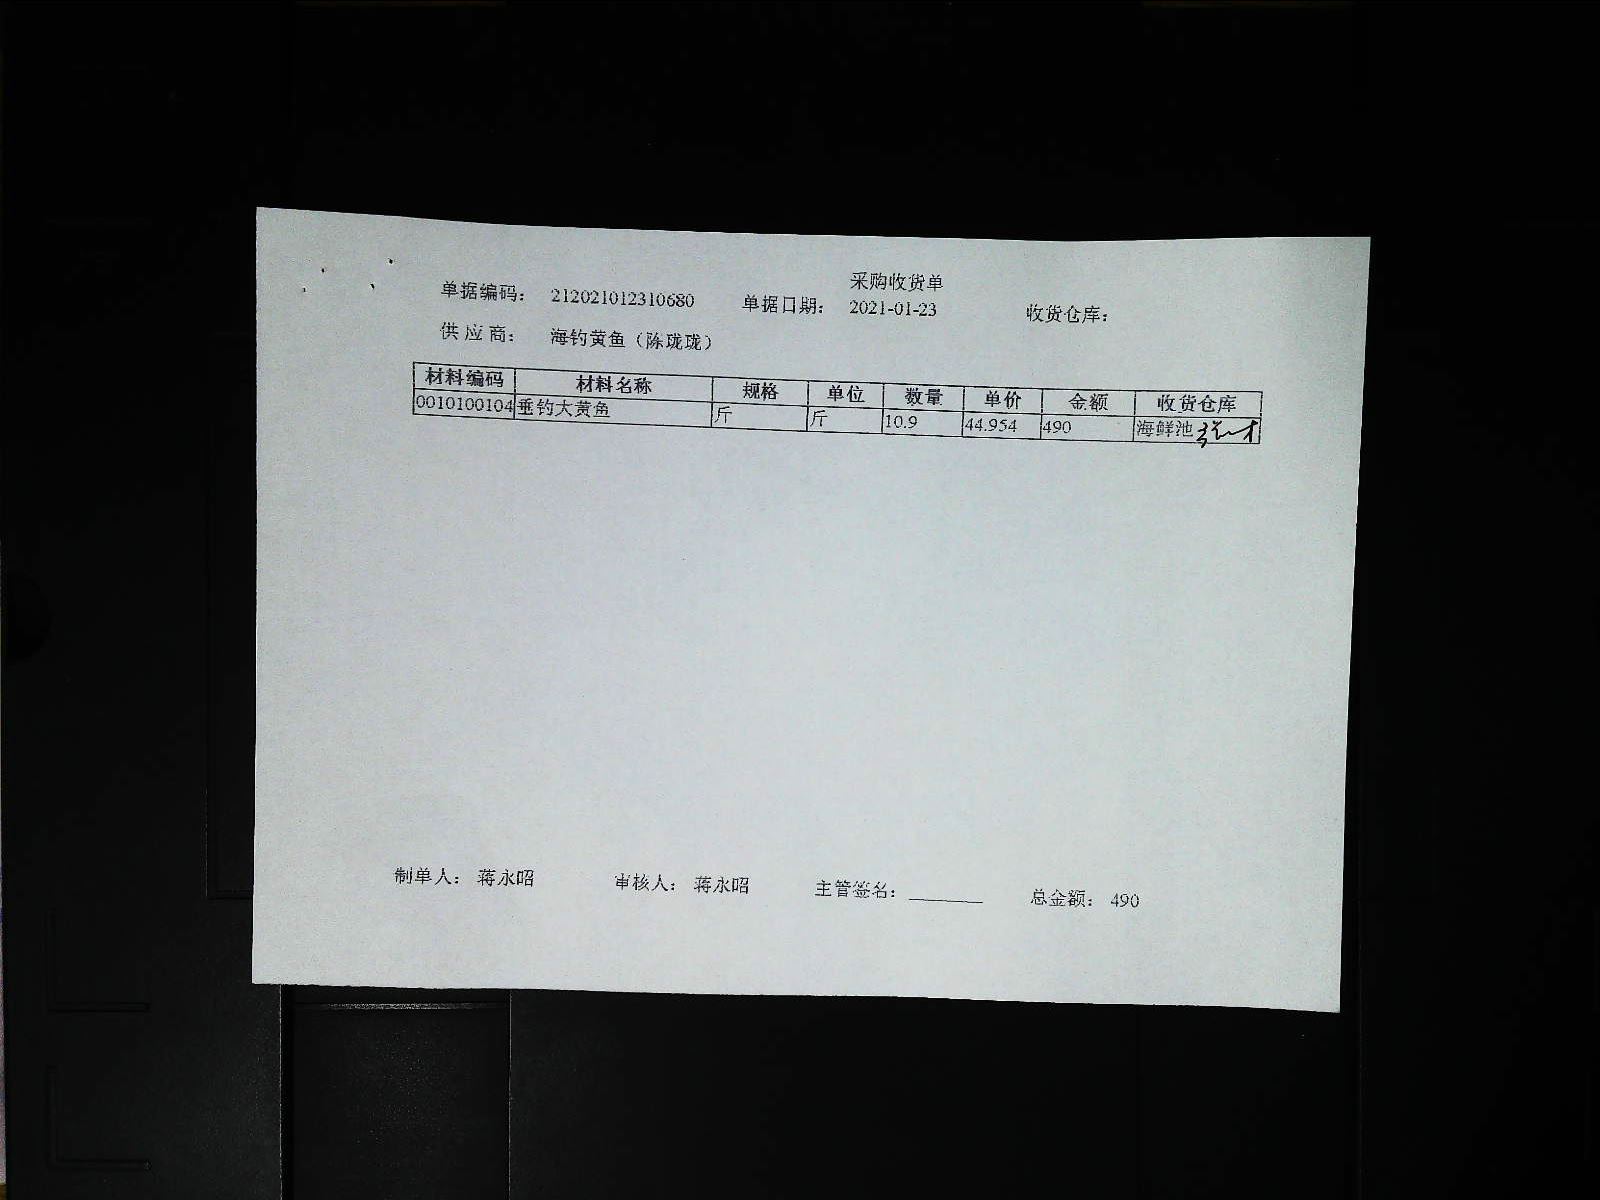 采购收货单
单据编码： 212021012310680 单据日期： 2021-01-23 收货仓库：
供应商： 海钓黄鱼（陈珑珑）
材料编码 材料名称 规格 单位 数量 单价 金额 收货仓库
0010100104 垂钓大黄鱼 斤 斤 10.9 44.954 490 海鲜池
制单人： 蒋永昭 审核人： 蒋永昭 主管签名： 总金额： 490